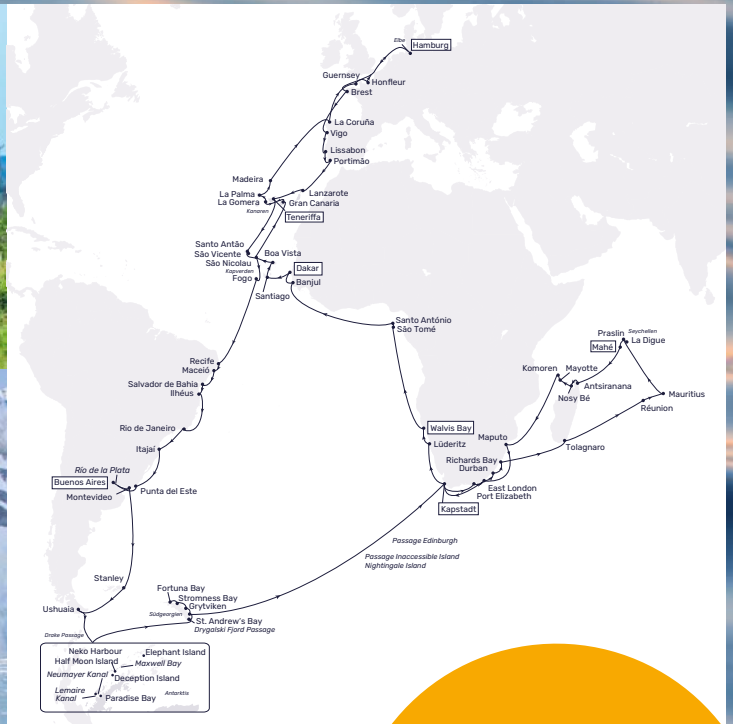 Elbe
Hamburg
Guernsey
Honfleur
Brest
La Coruña
Vigo
Lissabon
Portimão
Madeira
La Palma
Lanzarote
La Gomera
Gran Canaria
Kanaren
Teneriffa
Santo Antão
São Vicente
Boa Vista
São Nicolau
Kapverden
Dakar
Fogo
Banjul
Santiago
Santo António
São Tomé
Praslin
Seychellen
La Digue
Mahé
Recife
Maceió
Komoren
Mayotte
Salvador de Bahia
Antsiranana
Ilhéus
Nosy Bé
Mauritius
Réunion
Rio de Janeiro
Walvis Bay
Maputo
Lüderitz
Tolagnaro
Itajaí
Richards Bay
Durban
Río de la Plata
Buenos Aires
Punta del Este
Montevideo
East London
Port Elizabeth
Kapstadt
Passage Edinburgh
Passage Inaccessible Island
Nightingale Island
Stanley
Fortuna Bay
Stromness Bay
Grytviken
Ushuaia
Südgeorgien
St. Andrew's Bay
Drygalski Fjord Passage
Drake Passage
Neko Harbour
Elephant Island
Half Moon Island
Maxwell Bay
Neumayer Kanal
Deception Island
Lemaire
Kanal
Paradise Bay
Antarktis